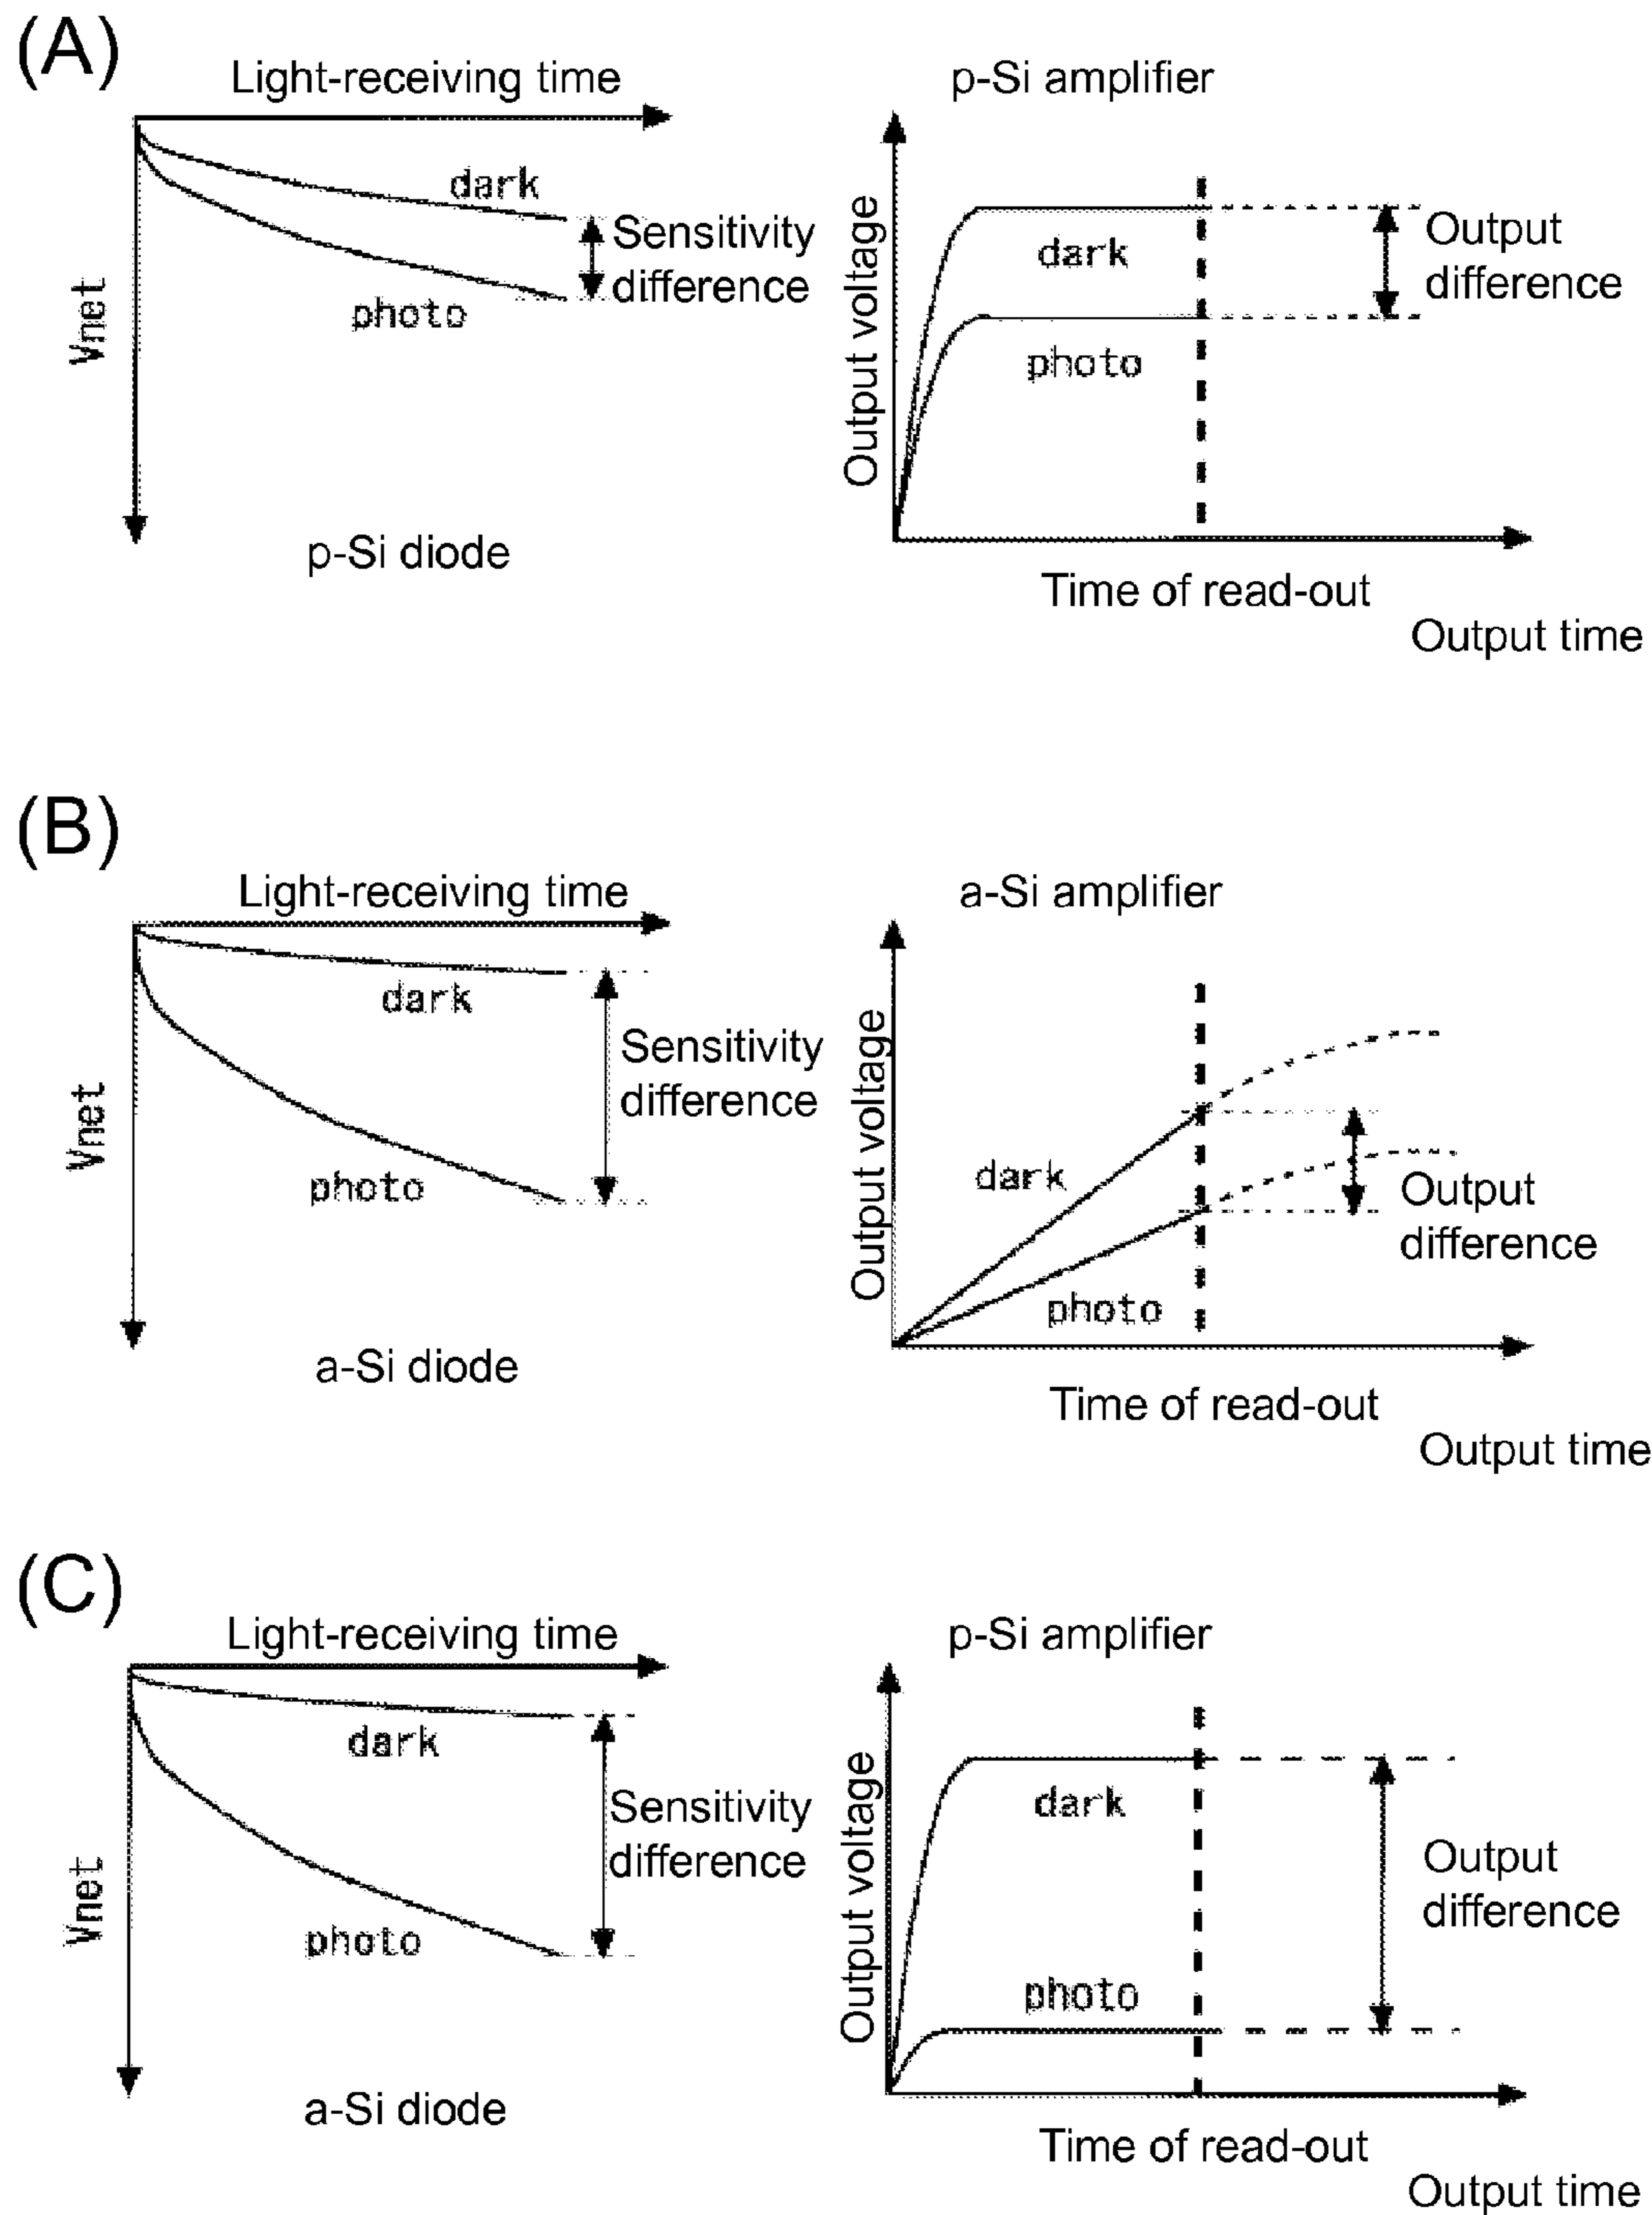 (A)
Light-receiving time
dark
Sensitivity
difference
photo
Vnet
p-Si diode
p-Si amplifier
Output voltage
dark
Output
difference
photo
Time of read-out
Output time
(B)
Light-receiving time
dark
Sensitivity
difference
Vnet
photo
a-Si diode
a-Si amplifier
Output voltage
dark
Output
difference
photo
Time of read-out
Output time
(C)
Light-receiving time
dark
Sensitivity
difference
Vnet
photo
a-Si diode
p-Si amplifier
Output voltage
dark
Output
difference
photo
Time of read-out
Output time